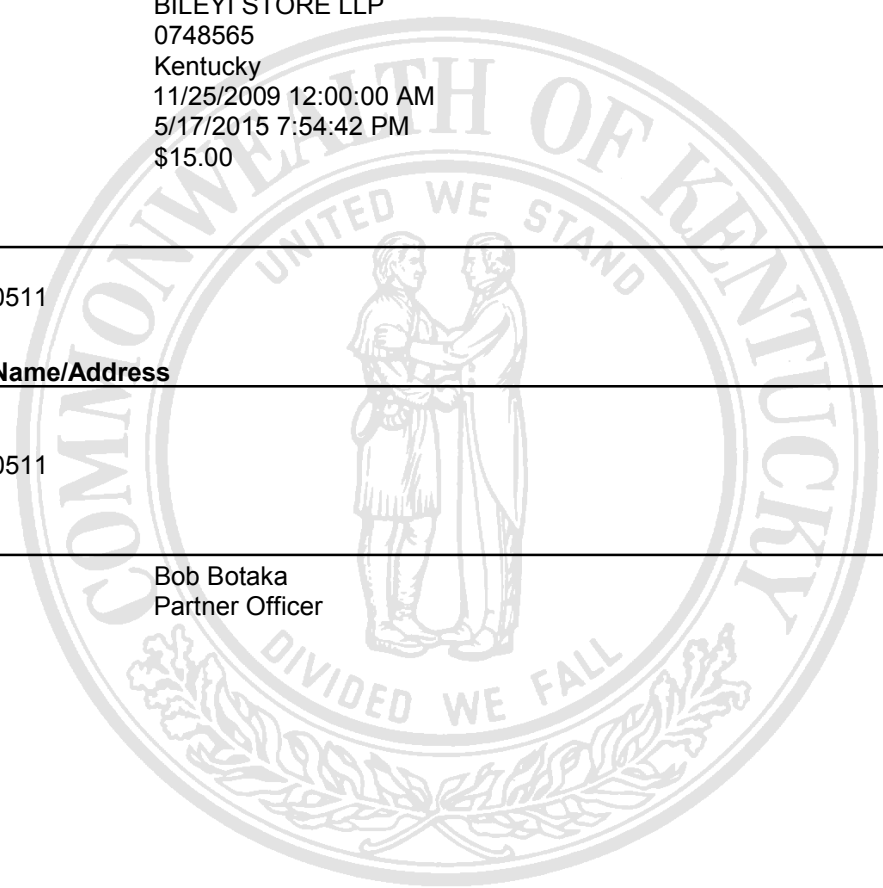 BILEYI STORE LLP
0748565
Kentucky
11/25/2009 12:00:00 AM
5/17/2015 7:54:42 PM
$15.00
0511
Name/Address
0511
Bob Botaka
Partner Officer
COMMONWEALTH OF KENTUCKY
UNITED WE STAND
DIVIDED WE FALL